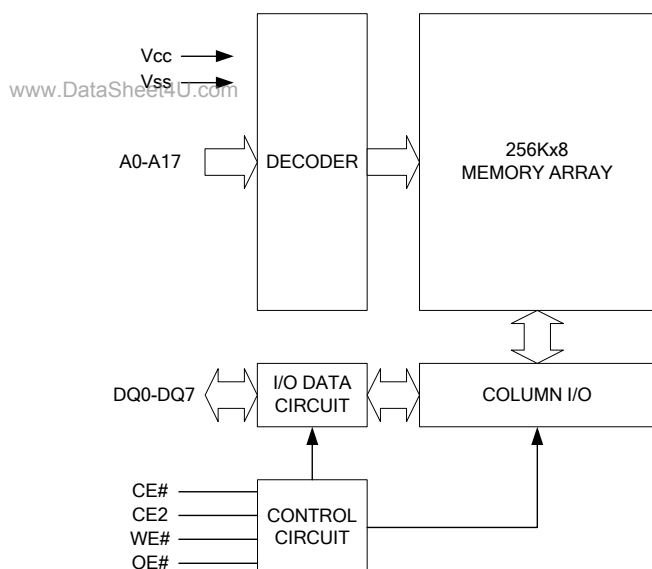 Vcc
Vss
www.DataSheet4U.com
A0-A17
DECODER
256Kx8
MEMORY ARRAY
DQ0-DQ7
I/O DATA
CIRCUIT
COLUMN I/O
CE#
CE2
WE#
OE#
CONTROL
CIRCUIT